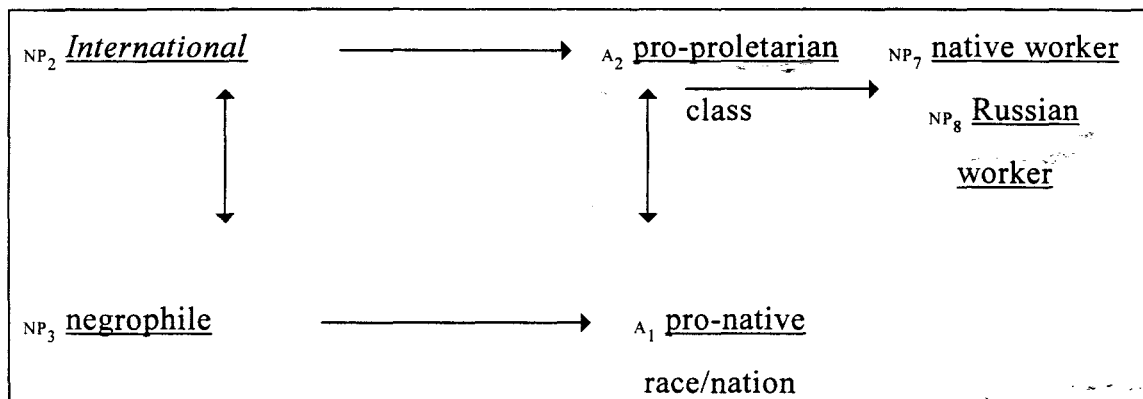 NP2 International A2 pro-proletarian NP7 native worker
class NP8 Russian
worker
NP3 negrophile A1 pro-native
race/nation